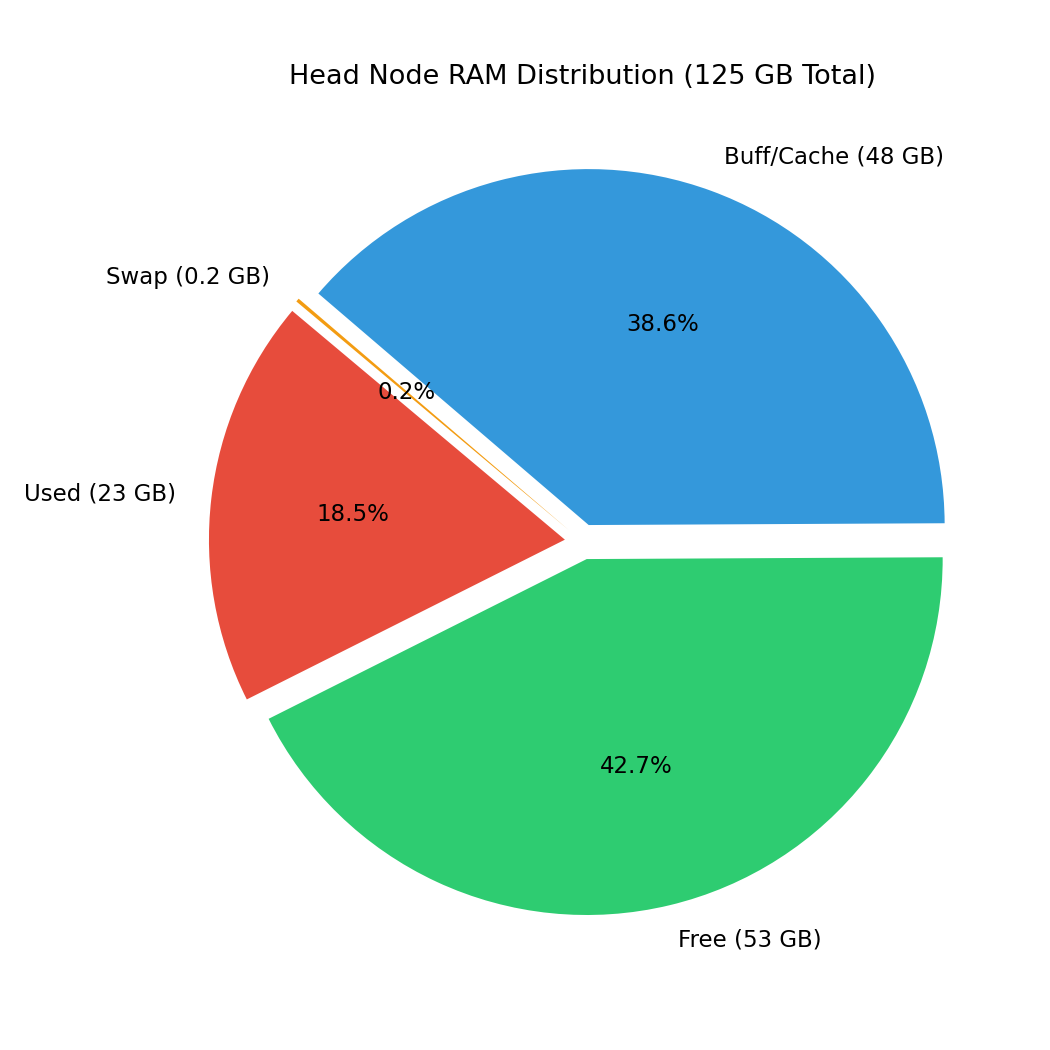 Head Node RAM Distribution (125 GB Total)
Buff/Cache (48 GB)
Swap (0.2 GB)
38.6%
0.2%
Used (23 GB)
18.5%
42.7%
Free (53 GB)